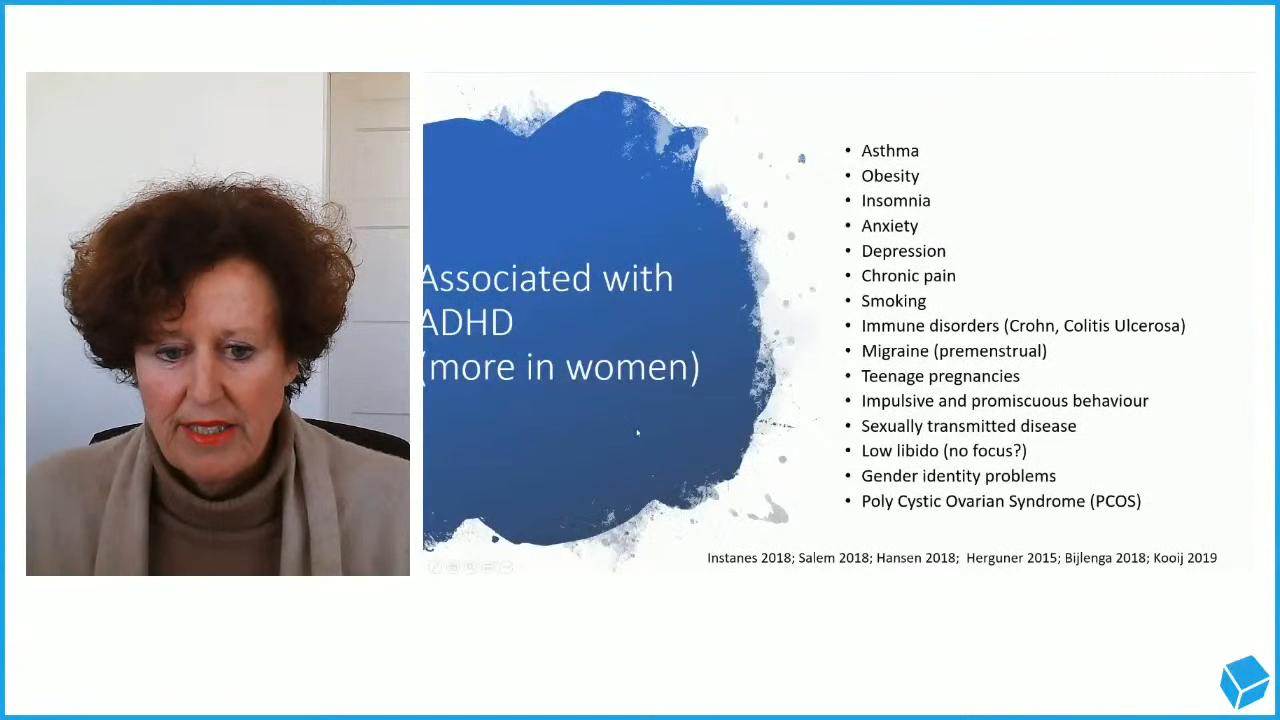 Associated with
ADHD
(more in women)
• Asthma
• Obesity
• Insomnia
• Anxiety
• Depression
• Chronic pain
• Smoking
• Immune disorders (Crohn, Colitis Ulcerosa)
• Migraine (premenstrual)
• Teenage pregnancies
• Impulsive and promiscuous behaviour
• Sexually transmitted disease
• Low libido (no focus?)
• Gender identity problems
• Poly Cystic Ovarian Syndrome (PCOS)
Instanes 2018; Salem 2018; Hansen 2018; Herguner 2015; Bijlenga 2018; Kooij 2019